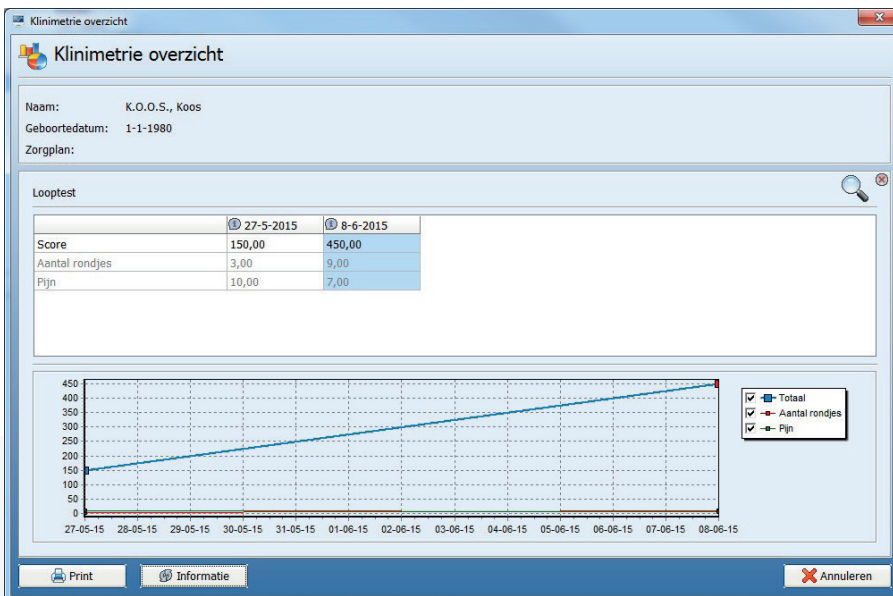 Klinimetrie overzicht
Klinimetrie overzicht
Naam: K.O.O.S., Koos
Geboortedatum: 1-1-1980
Zorgplan:
Looptest
27-5-2015 8-6-2015
Score 150,00 450,00
Aantal rondjes 3,00 9,00
Pijn 10,00 7,00
450
400
350
300
250
200
150
100
50
0
27-05-15 28-05-15 29-05-15 30-05-15 31-05-15 01-06-15 02-06-15 03-06-15 04-06-15 05-06-15 06-06-15 07-06-15 08-06-15
Totaal
Aantal rondjes
Pijn
Print Informatie Annuleren